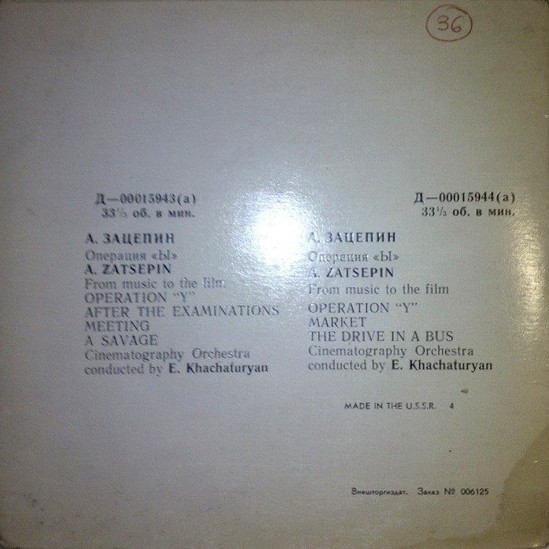 36
Д—00015943(а)
33⅓ об. в мин.
А. ЗАЦЕПИН
Операция «Ы»
A. ZATSEPIN
From music to the film
OPERATION “Y”
AFTER THE EXAMINATIONS
MEETING
A SAVAGE
Cinematography Orchestra
conducted by E. Khachaturyan
Д—00015944(а)
33⅓ об. в мин.
А. ЗАЦЕПИН
Операция «Ы»
A. ZATSEPIN
From music to the film
OPERATION “Y”
MARKET
THE DRIVE IN A BUS
Cinematography Orchestra
conducted by E. Khachaturyan
MADE IN THE U.S.S.R. 4
Внешторгиздат. Заказ № 006125